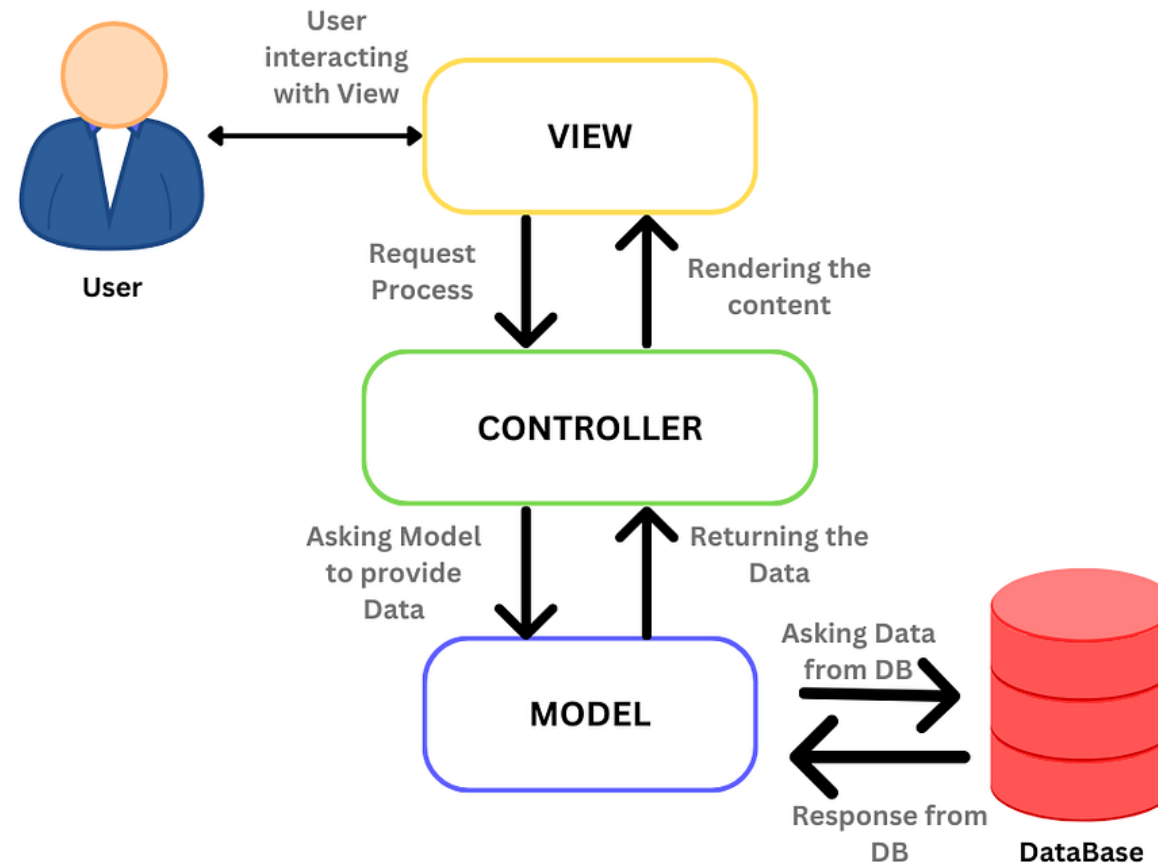 User
interacting
with View
VIEW
User
Request
Process
Rendering the
content
CONTROLLER
Asking Model
to provide
Data
Returning the
Data
Asking Data
from DB
MODEL
Response from
DB
DataBase